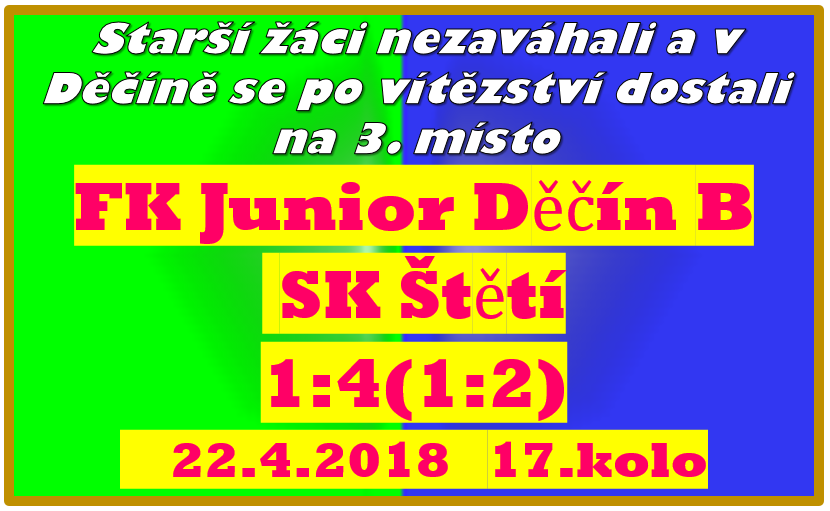 Starší žáci nezaváhali a v
Děčíně se po vítězství dostali
na 3. místo
FK Junior Děčín B
SK Štětí
1:4(1:2)
22.4.2018 17.kolo